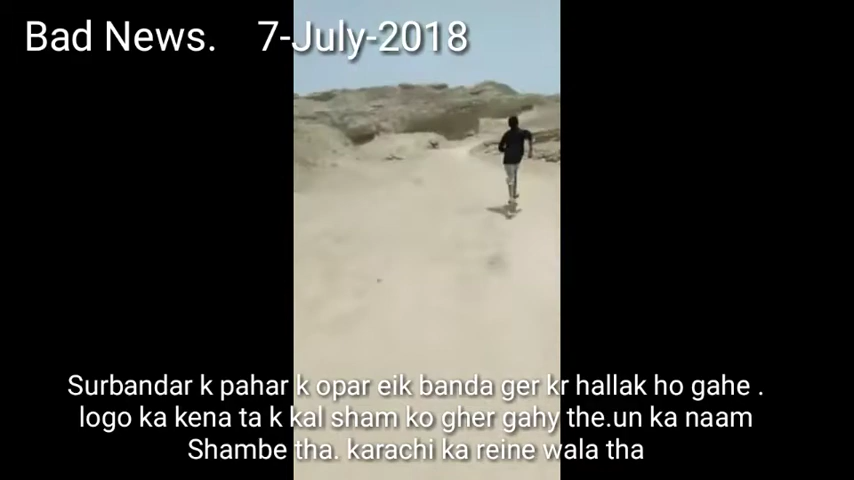 Bad News. 7-July-2018
Surbandar k pahar k opar eik banda ger kr hallak ho gahe .
logo ka kena ta k kal sham ko gher gahy the.un ka naam
Shambe tha. karachi ka reine wala tha